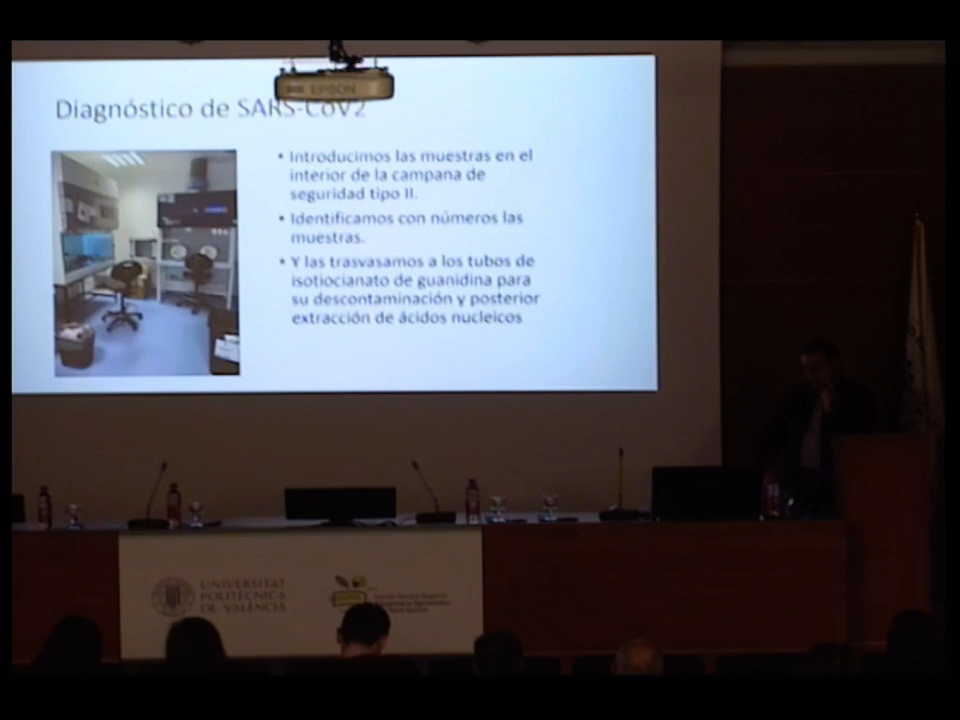 EPSON
Diagnóstico de SARS-CoV2
• Introducimos las muestras en el
interior de la campana de
seguridad tipo II.
• Identificamos con números las
muestras.
• Y las trasvasamos a los tubos de
isotiocianato de guanidina para
su descontaminación y posterior
extracción de ácidos nucleicos
UNIVERSITAT
POLITÈCNICA
DE VALÈNCIA